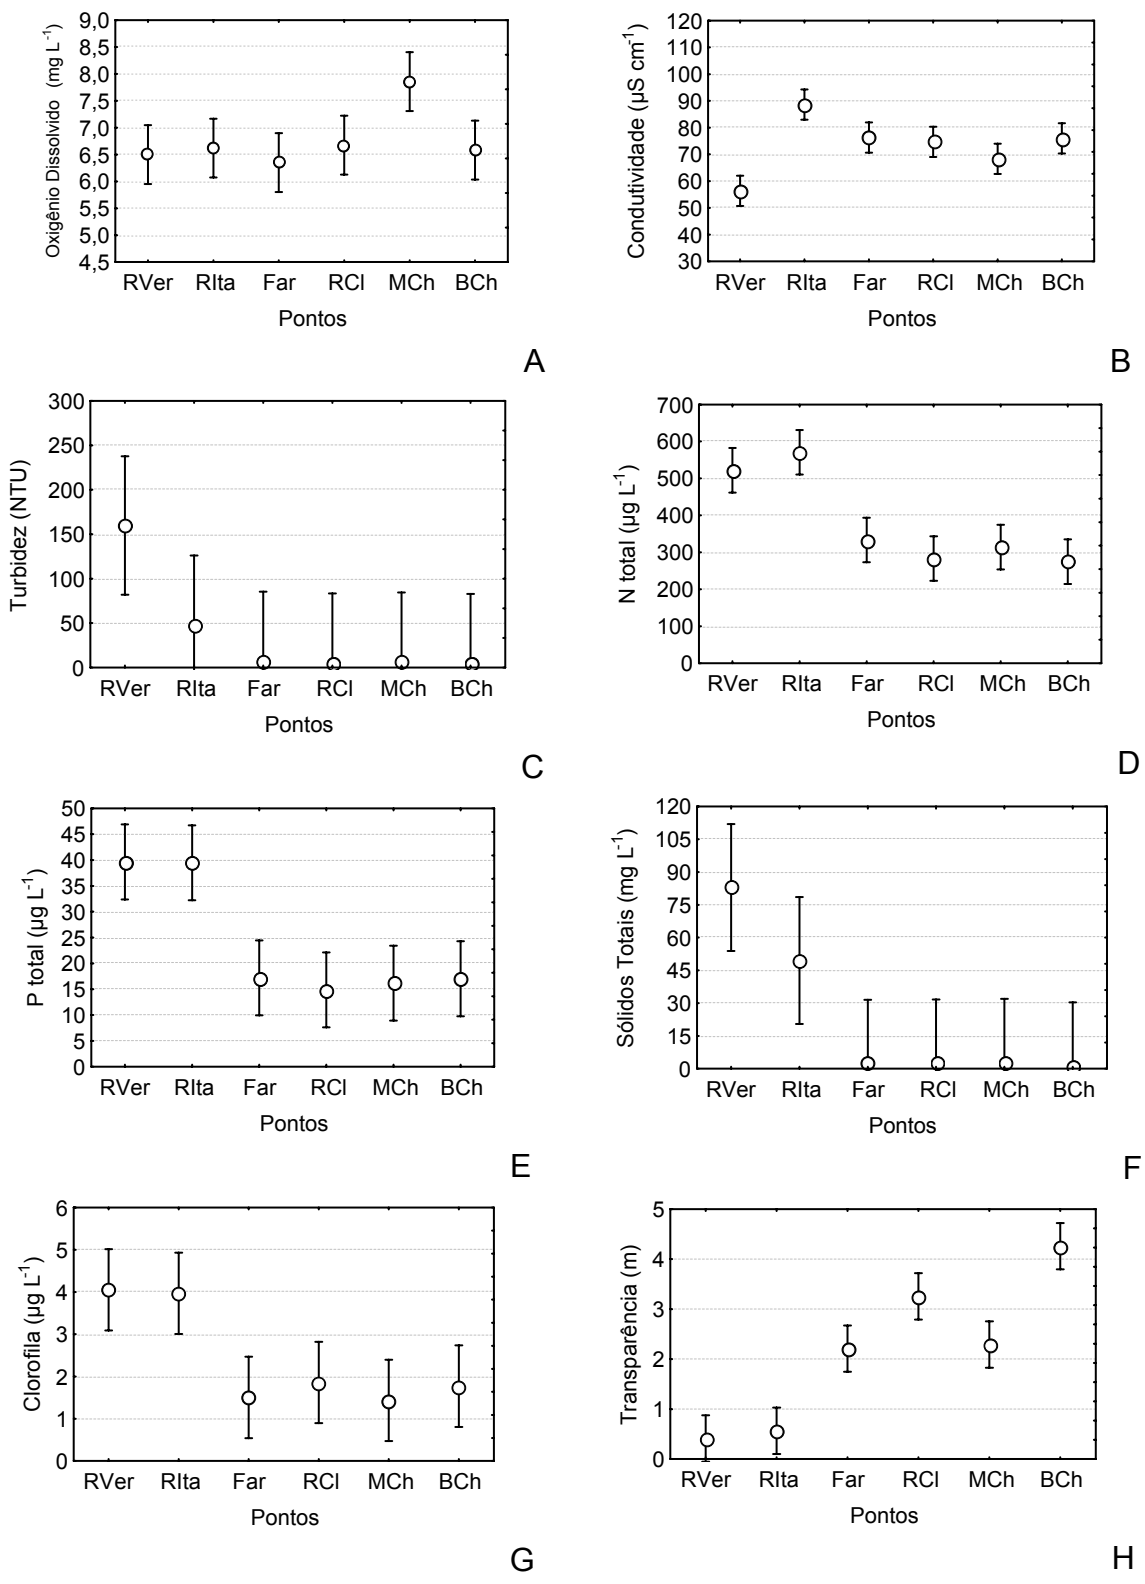 9,0
8,5
8,0
7,5
7,0
6,5
6,0
5,5
5,0
4,5
Oxigênio Dissolvido (mg L⁻¹)
RVer RIta Far RCl MCh BCh
Pontos
A
120
110
100
90
80
70
60
50
40
30
Condutividade (µS cm⁻¹)
RVer RIta Far RCl MCh BCh
Pontos
B
300
250
200
150
100
50
0
Turbidez (NTU)
RVer RIta Far RCl MCh BCh
Pontos
C
700
600
500
400
300
200
100
0
N total (µg L⁻¹)
RVer RIta Far RCl MCh BCh
Pontos
D
50
45
40
35
30
25
20
15
10
5
0
P total (µg L⁻¹)
RVer RIta Far RCl MCh BCh
Pontos
E
120
105
90
75
60
45
30
15
0
Sólidos Totais (mg L⁻¹)
RVer RIta Far RCl MCh BCh
Pontos
F
6
5
4
3
2
1
0
Clorofila (µg L⁻¹)
RVer RIta Far RCl MCh BCh
Pontos
G
5
4
3
2
1
0
Transparência (m)
RVer RIta Far RCl MCh BCh
Pontos
H